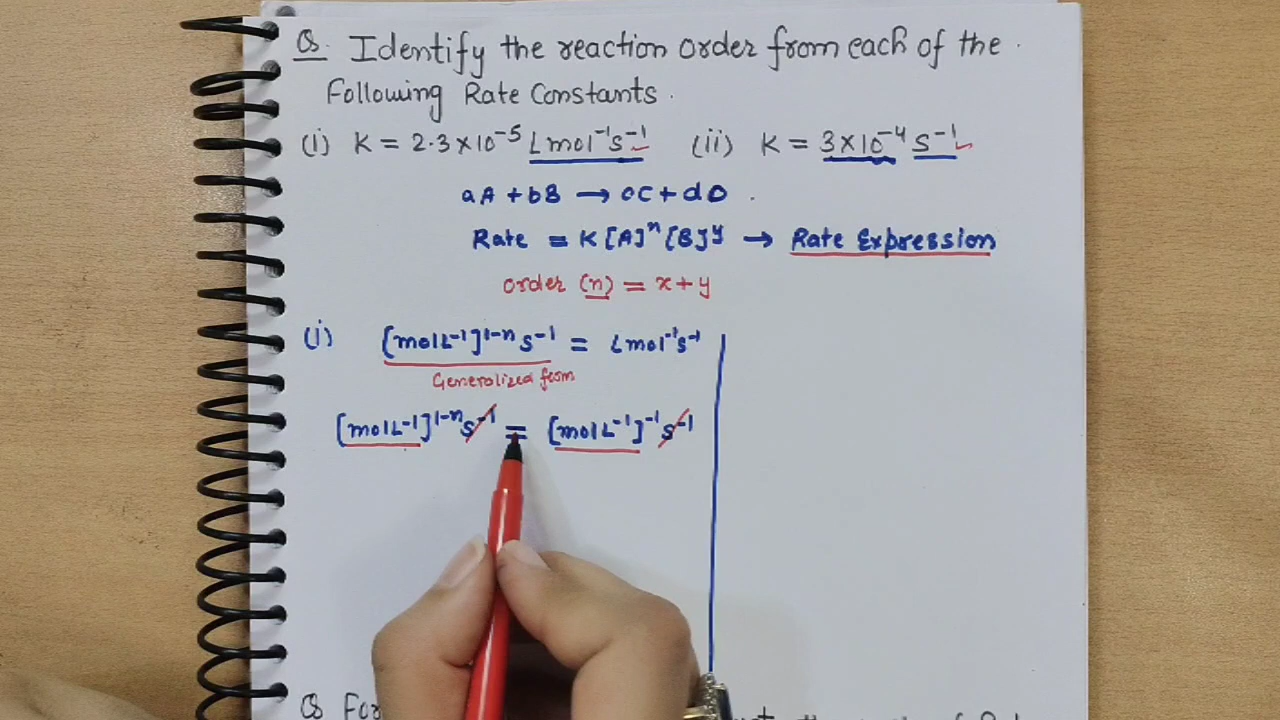 Q. Identify the reaction order from each of the
Following Rate Constants.
(i) K = 2.3×10⁻⁵ L mol⁻¹ s⁻¹ (ii) K = 3×10⁻⁴ s⁻¹
aA + bB → cC + dD
Rate = K[A]ⁿ [B]ʸ → Rate Expression
order (n) = x + y
(i) [mol L⁻¹]¹⁻ⁿ s⁻¹ = L mol⁻¹ s⁻¹
Generalized form
[mol L⁻¹]¹⁻ⁿ s⁻¹ = [mol L⁻¹]⁻¹ s⁻¹
Q For